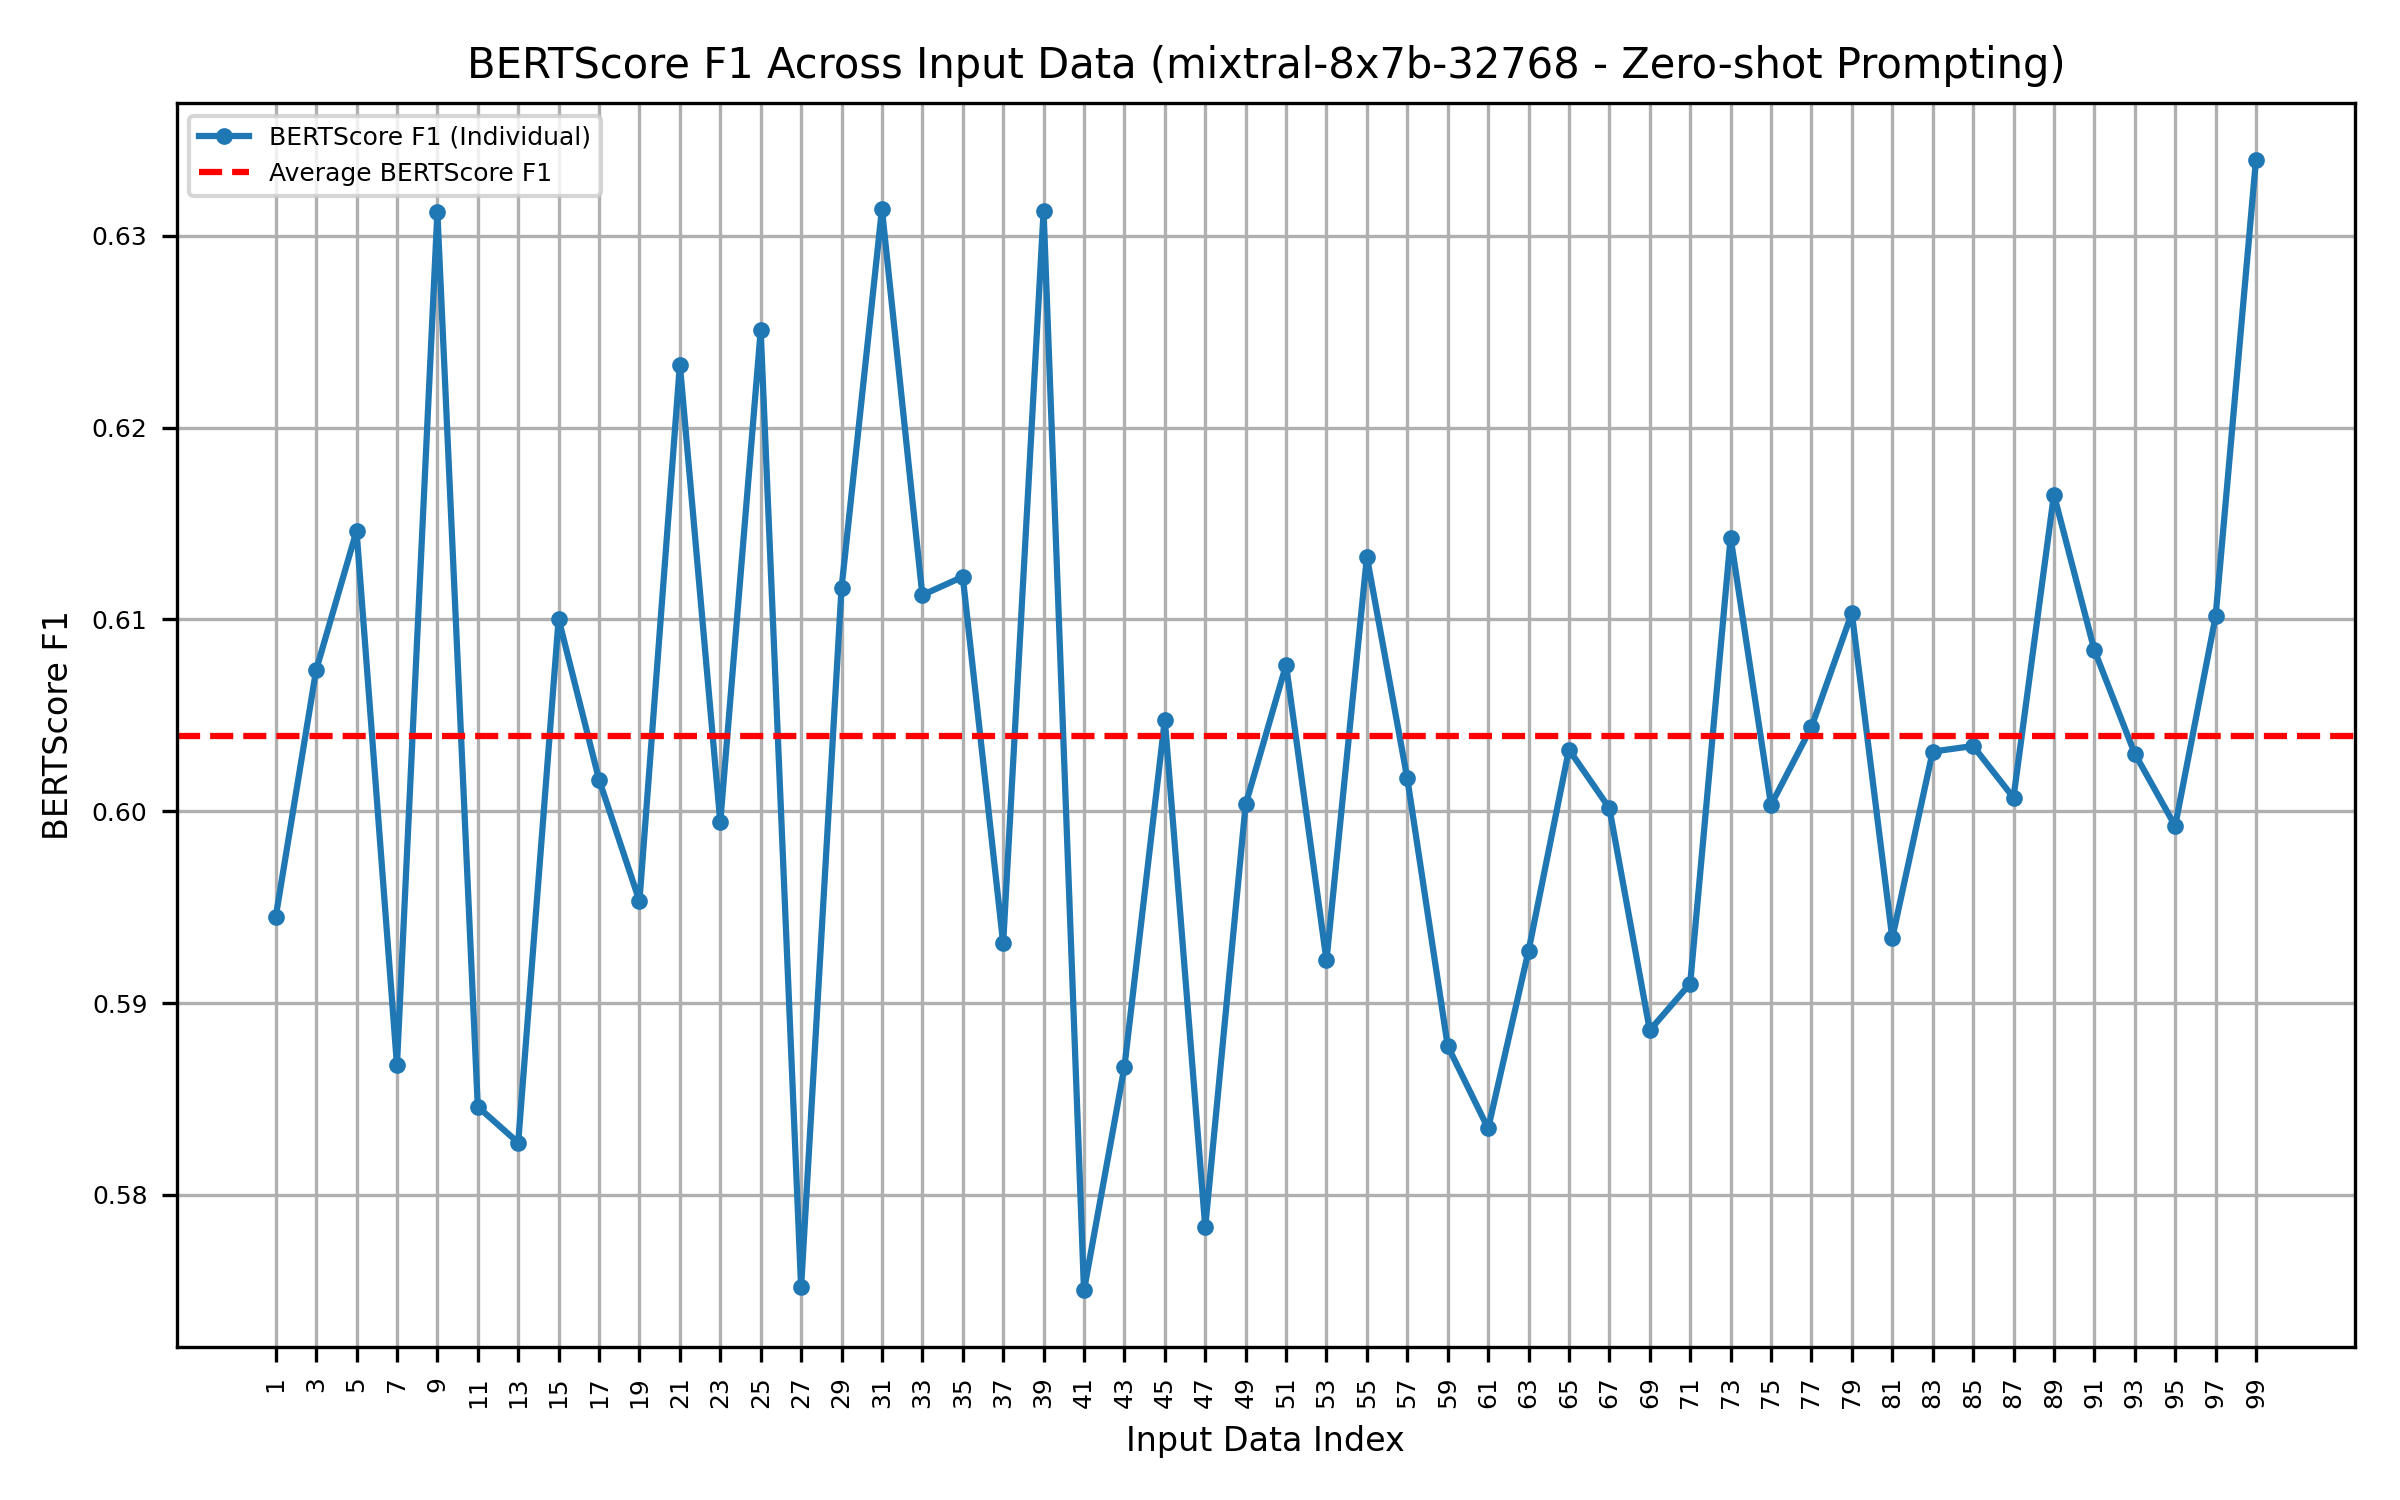 BERTScore F1 Across Input Data (mixtral-8x7b-32768 - Zero-shot Prompting)
BERTScore F1 (Individual)
Average BERTScore F1
BERTScore F1
0.63
0.62
0.61
0.60
0.59
0.58
1 3 5 7 9 11 13 15 17 19 21 23 25 27 29 31 33 35 37 39 41 43 45 47 49 51 53 55 57 59 61 63 65 67 69 71 73 75 77 79 81 83 85 87 89 91 93 95 97 99
Input Data Index